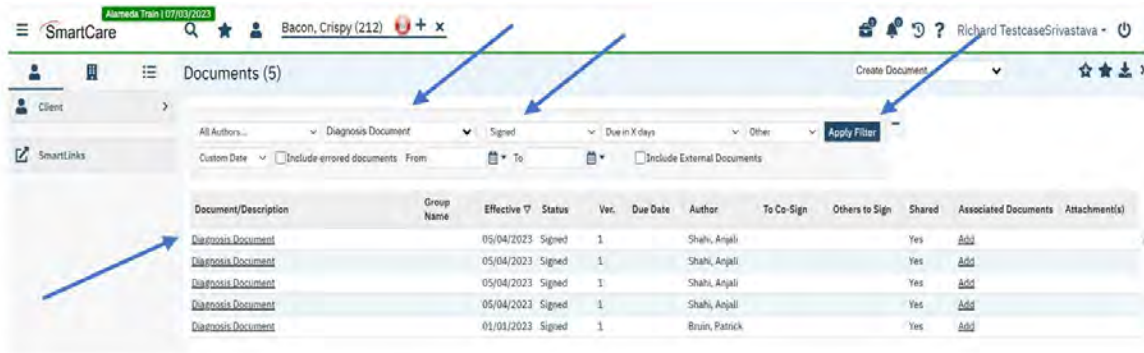 Alameda Train | 07/03/2023
SmartCare
Bacon, Crispy (212)
? Richard TestcaseSrivastava
Documents (5)
Create Document
Client
SmartLinks
All Authors... Diagnosis Document Signed Due in X days Other Apply Filter
Custom Date Include errored documents From To Include External Documents
Document/Description Group Name Effective Status Ver. Due Date Author To Co-Sign Others to Sign Shared Associated Documents Attachment(s)
Diagnosis Document 05/04/2023 Signed 1 Shahi, Anjali Yes Add
Diagnosis Document 05/04/2023 Signed 1 Shahi, Anjali Yes Add
Diagnosis Document 05/04/2023 Signed 1 Shahi, Anjali Yes Add
Diagnosis Document 05/04/2023 Signed 1 Shahi, Anjali Yes Add
Diagnosis Document 01/01/2023 Signed 1 Bruin, Patrick Yes Add